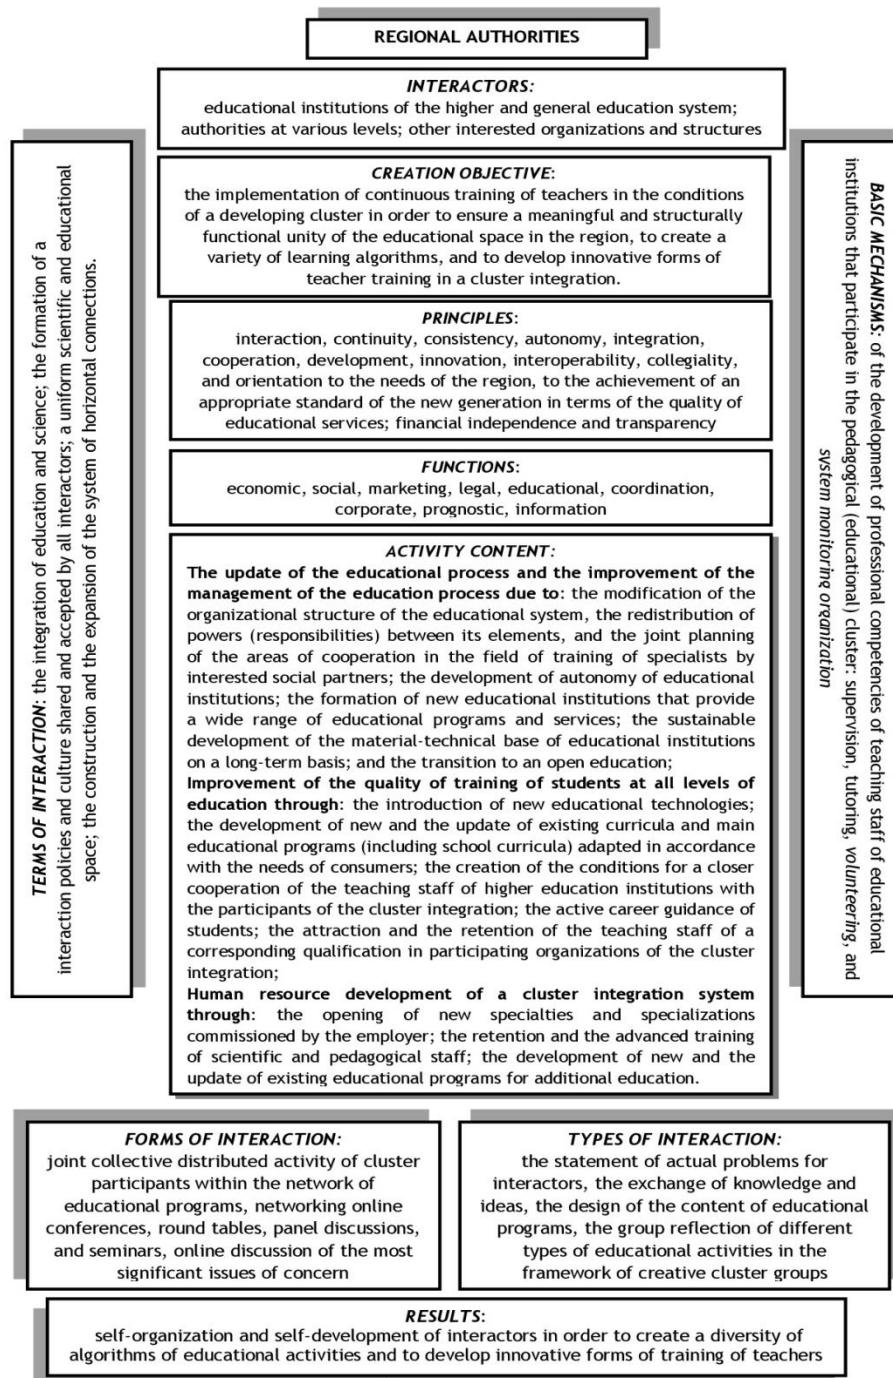 REGIONAL AUTHORITIES
INTERACTORS:
educational institutions of the higher and general education system;
authorities at various levels; other interested organizations and structures
TERMS OF INTERACTION: the integration of education and science; the formation of a
interaction policies and culture shared and accepted by all interactors; a uniform scientific and educational
space; the construction and the expansion of the system of horizontal connections.
CREATION OBJECTIVE:
the implementation of continuous training of teachers in the conditions
of a developing cluster in order to ensure a meaningful and structurally
functional unity of the educational space in the region, to create a
variety of learning algorithms, and to develop innovative forms of
teacher training in a cluster integration.
PRINCIPLES:
interaction, continuity, consistency, autonomy, integration,
cooperation, development, innovation, interoperability, collegiality,
and orientation to the needs of the region, to the achievement of an
appropriate standard of the new generation in terms of the quality of
educational services; financial independence and transparency
FUNCTIONS:
economic, social, marketing, legal, educational, coordination,
corporate, prognostic, information
ACTIVITY CONTENT:
The update of the educational process and the improvement of the
management of the education process due to: the modification of the
organizational structure of the educational system, the redistribution of
powers (responsibilities) between its elements, and the joint planning
of the areas of cooperation in the field of training of specialists by
interested social partners; the development of autonomy of educational
institutions; the formation of new educational institutions that provide
a wide range of educational programs and services; the sustainable
development of the material-technical base of educational institutions
on a long-term basis; and the transition to an open education;
Improvement of the quality of training of students at all levels of
education through: the introduction of new educational technologies;
the development of new and the update of existing curricula and main
educational programs (including school curricula) adapted in accordance
with the needs of consumers; the creation of the conditions for a closer
cooperation of the teaching staff of higher education institutions with
the participants of the cluster integration; the active career guidance of
students; the attraction and the retention of the teaching staff of a
corresponding qualification in participating organizations of the cluster
integration;
Human resource development of a cluster integration system
through: the opening of new specialties and specializations
commissioned by the employer; the retention and the advanced training
of scientific and pedagogical staff; the development of new and the
update of existing educational programs for additional education.
BASIC MECHANISMS: of the development of professional competencies of teaching staff of educational
institutions that participate in the pedagogical (educational) cluster: supervision, tutoring, volunteering, and
system monitoring organization
FORMS OF INTERACTION:
joint collective distributed activity of cluster
participants within the network of
educational programs, networking online
conferences, round tables, panel discussions,
and seminars, online discussion of the most
significant issues of concern
TYPES OF INTERACTION:
the statement of actual problems for
interactors, the exchange of knowledge and
ideas, the design of the content of educational
programs, the group reflection of different
types of educational activities in the
framework of creative cluster groups
RESULTS:
self-organization and self-development of interactors in order to create a diversity of
algorithms of educational activities and to develop innovative forms of training of teachers